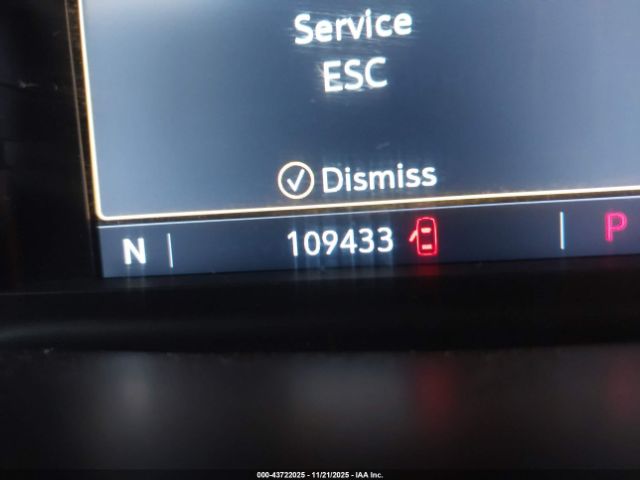 Service
ESC
Dismiss
N 109433 P
000-43722025 - 11/21/2025 - IAA Inc.